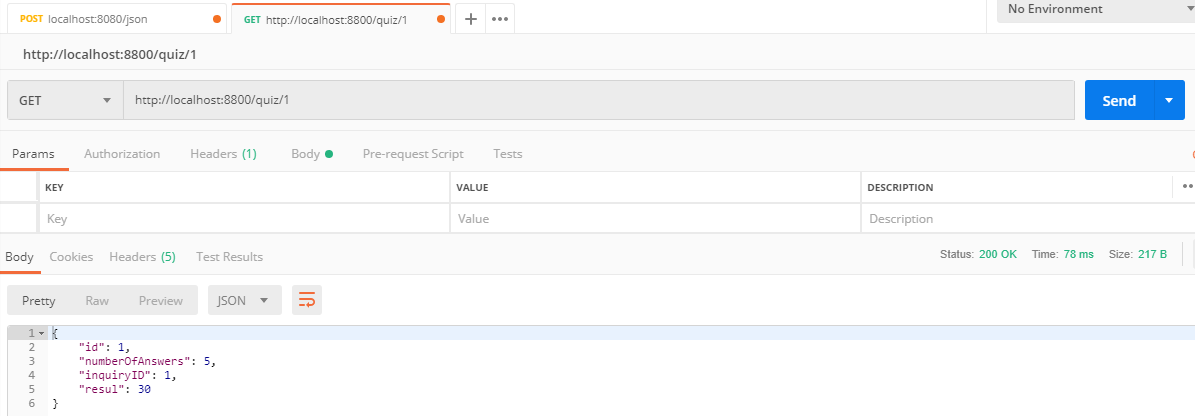 POST localhost:8080/json GET http://localhost:8800/quiz/1 + ••• No Environment
http://localhost:8800/quiz/1
GET http://localhost:8800/quiz/1 Send
Params Authorization Headers (1) Body Pre-request Script Tests
KEY VALUE DESCRIPTION
Key Value Description
Body Cookies Headers (5) Test Results Status: 200 OK Time: 78 ms Size: 217 B
Pretty Raw Preview JSON
1 {
2 "id": 1,
3 "numberOfAnswers": 5,
4 "inquiryID": 1,
5 "resul": 30
6 }